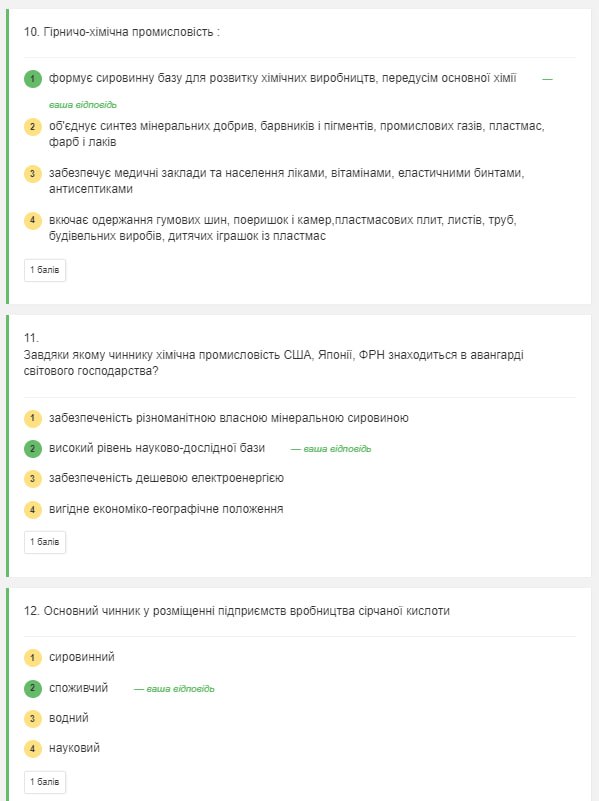 10. Гірничо-хімічна промисловість :
1 формує сировинну базу для розвитку хімічних виробництв, передусім основної хімії —
ваша відповідь
2 об'єднує синтез мінеральних добрив, барвників і пігментів, промислових газів, пластмас,
фарб і лаків
3 забезпечує медичні заклади та населення ліками, вітамінами, еластичними бинтами,
антисептиками
4 вкючає одержання гумових шин, поеришок і камер,пластмасових плит, листів, труб,
будівельних виробів, дитячих іграшок із пластмас
1 балів
11.
Завдяки якому чиннику хімічна промисловість США, Японії, ФРН знаходиться в авангарді
світового господарства?
1 забезпеченість різноманітною власною мінеральною сировиною
2 високий рівень науково-дослідної бази — ваша відповідь
3 забезпеченість дешевою електроенергією
4 вигідне економіко-географічне положення
1 балів
12. Основний чинник у розміщенні підприємств вробництва сірчаної кислоти
1 сировинний
2 споживчий — ваша відповідь
3 водний
4 науковий
1 балів